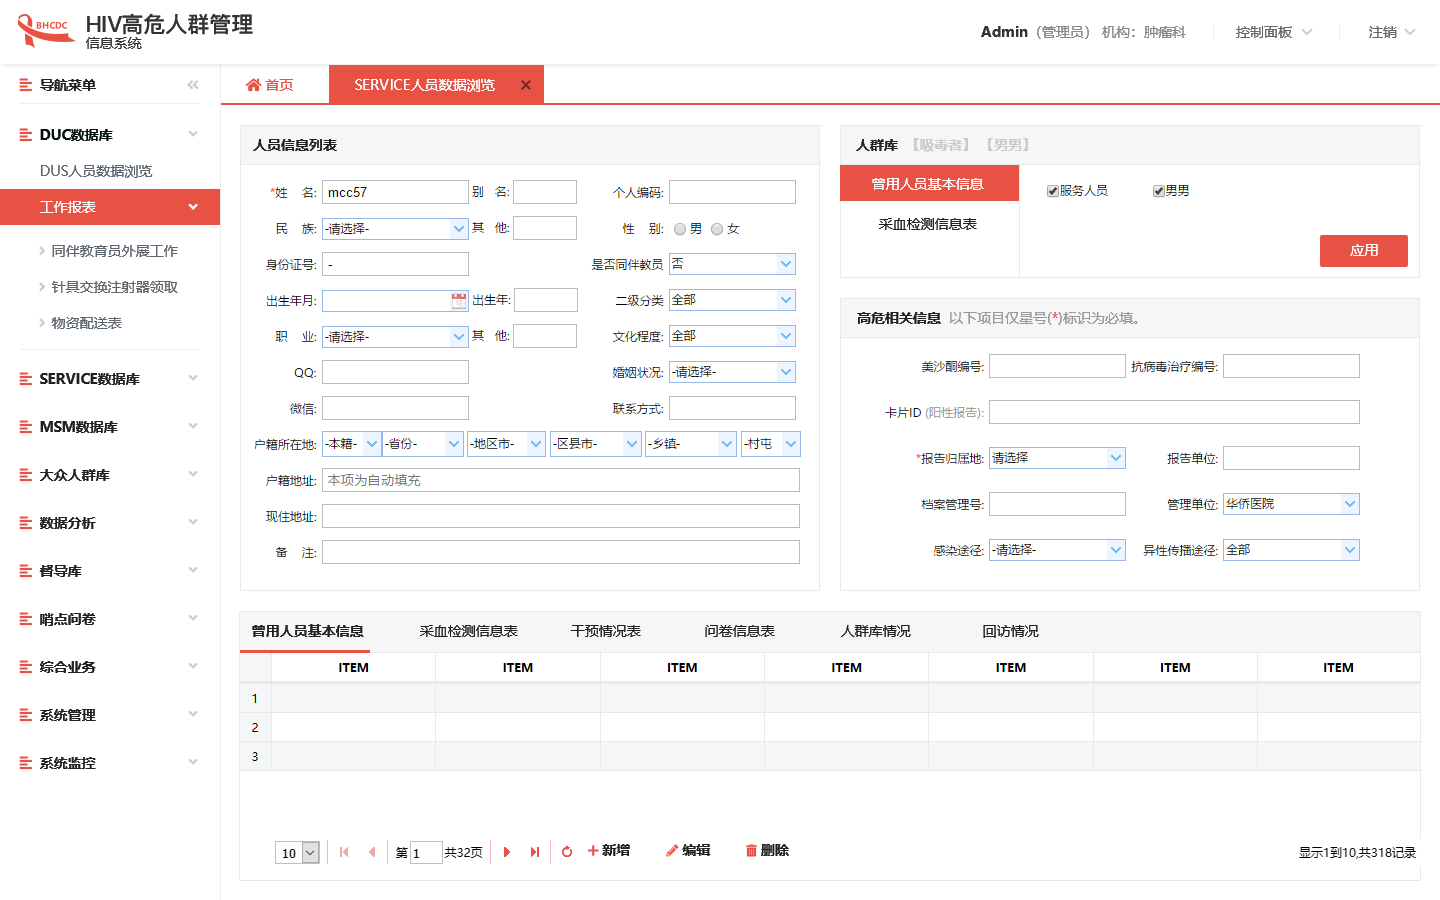 BHCDC
HIV高危人群管理
信息系统
Admin（管理员） 机构：肿瘤科
控制面板
注销
导航菜单
DUC数据库
DUS人员数据浏览
工作报表
同伴教育员外展工作
针具交换注射器领取
物资配送表
SERVICE数据库
MSM数据库
大众人群库
数据分析
督导库
哨点问卷
综合业务
系统管理
系统监控
首页
SERVICE人员数据浏览
人员信息列表
*姓 名: mcc57 别 名: 个人编码:
民 族: -请选择- 其 他: 性 别: 男 女
身份证号: - 是否同伴教员 否
出生年月: 出生年: 二级分类 全部
职 业: -请选择- 其 他: 文化程度: 全部
QQ: 婚姻状况: -请选择-
微信: 联系方式:
户籍所在地: -本籍- -省份- -地区市- -区县市- -乡镇- -村屯
户籍地址: 本项为自动填充
现住地址:
备 注:
人群库 【吸毒者】 【男男】
曾用人员基本信息
采血检测信息表
服务人员 男男
应用
高危相关信息 以下项目仅星号(*)标识为必填。
美沙酮编号: 抗病毒治疗编号:
卡片ID (阳性报告):
*报告归属地: 请选择 报告单位:
档案管理号: 管理单位: 华侨医院
感染途径: -请选择- 异性传播途径: 全部
曾用人员基本信息 采血检测信息表 干预情况表 问卷信息表 人群库情况 回访情况
ITEM ITEM ITEM ITEM ITEM ITEM ITEM
1
2
3
10 第 1 共32页 新增 编辑 删除 显示1到10,共318记录